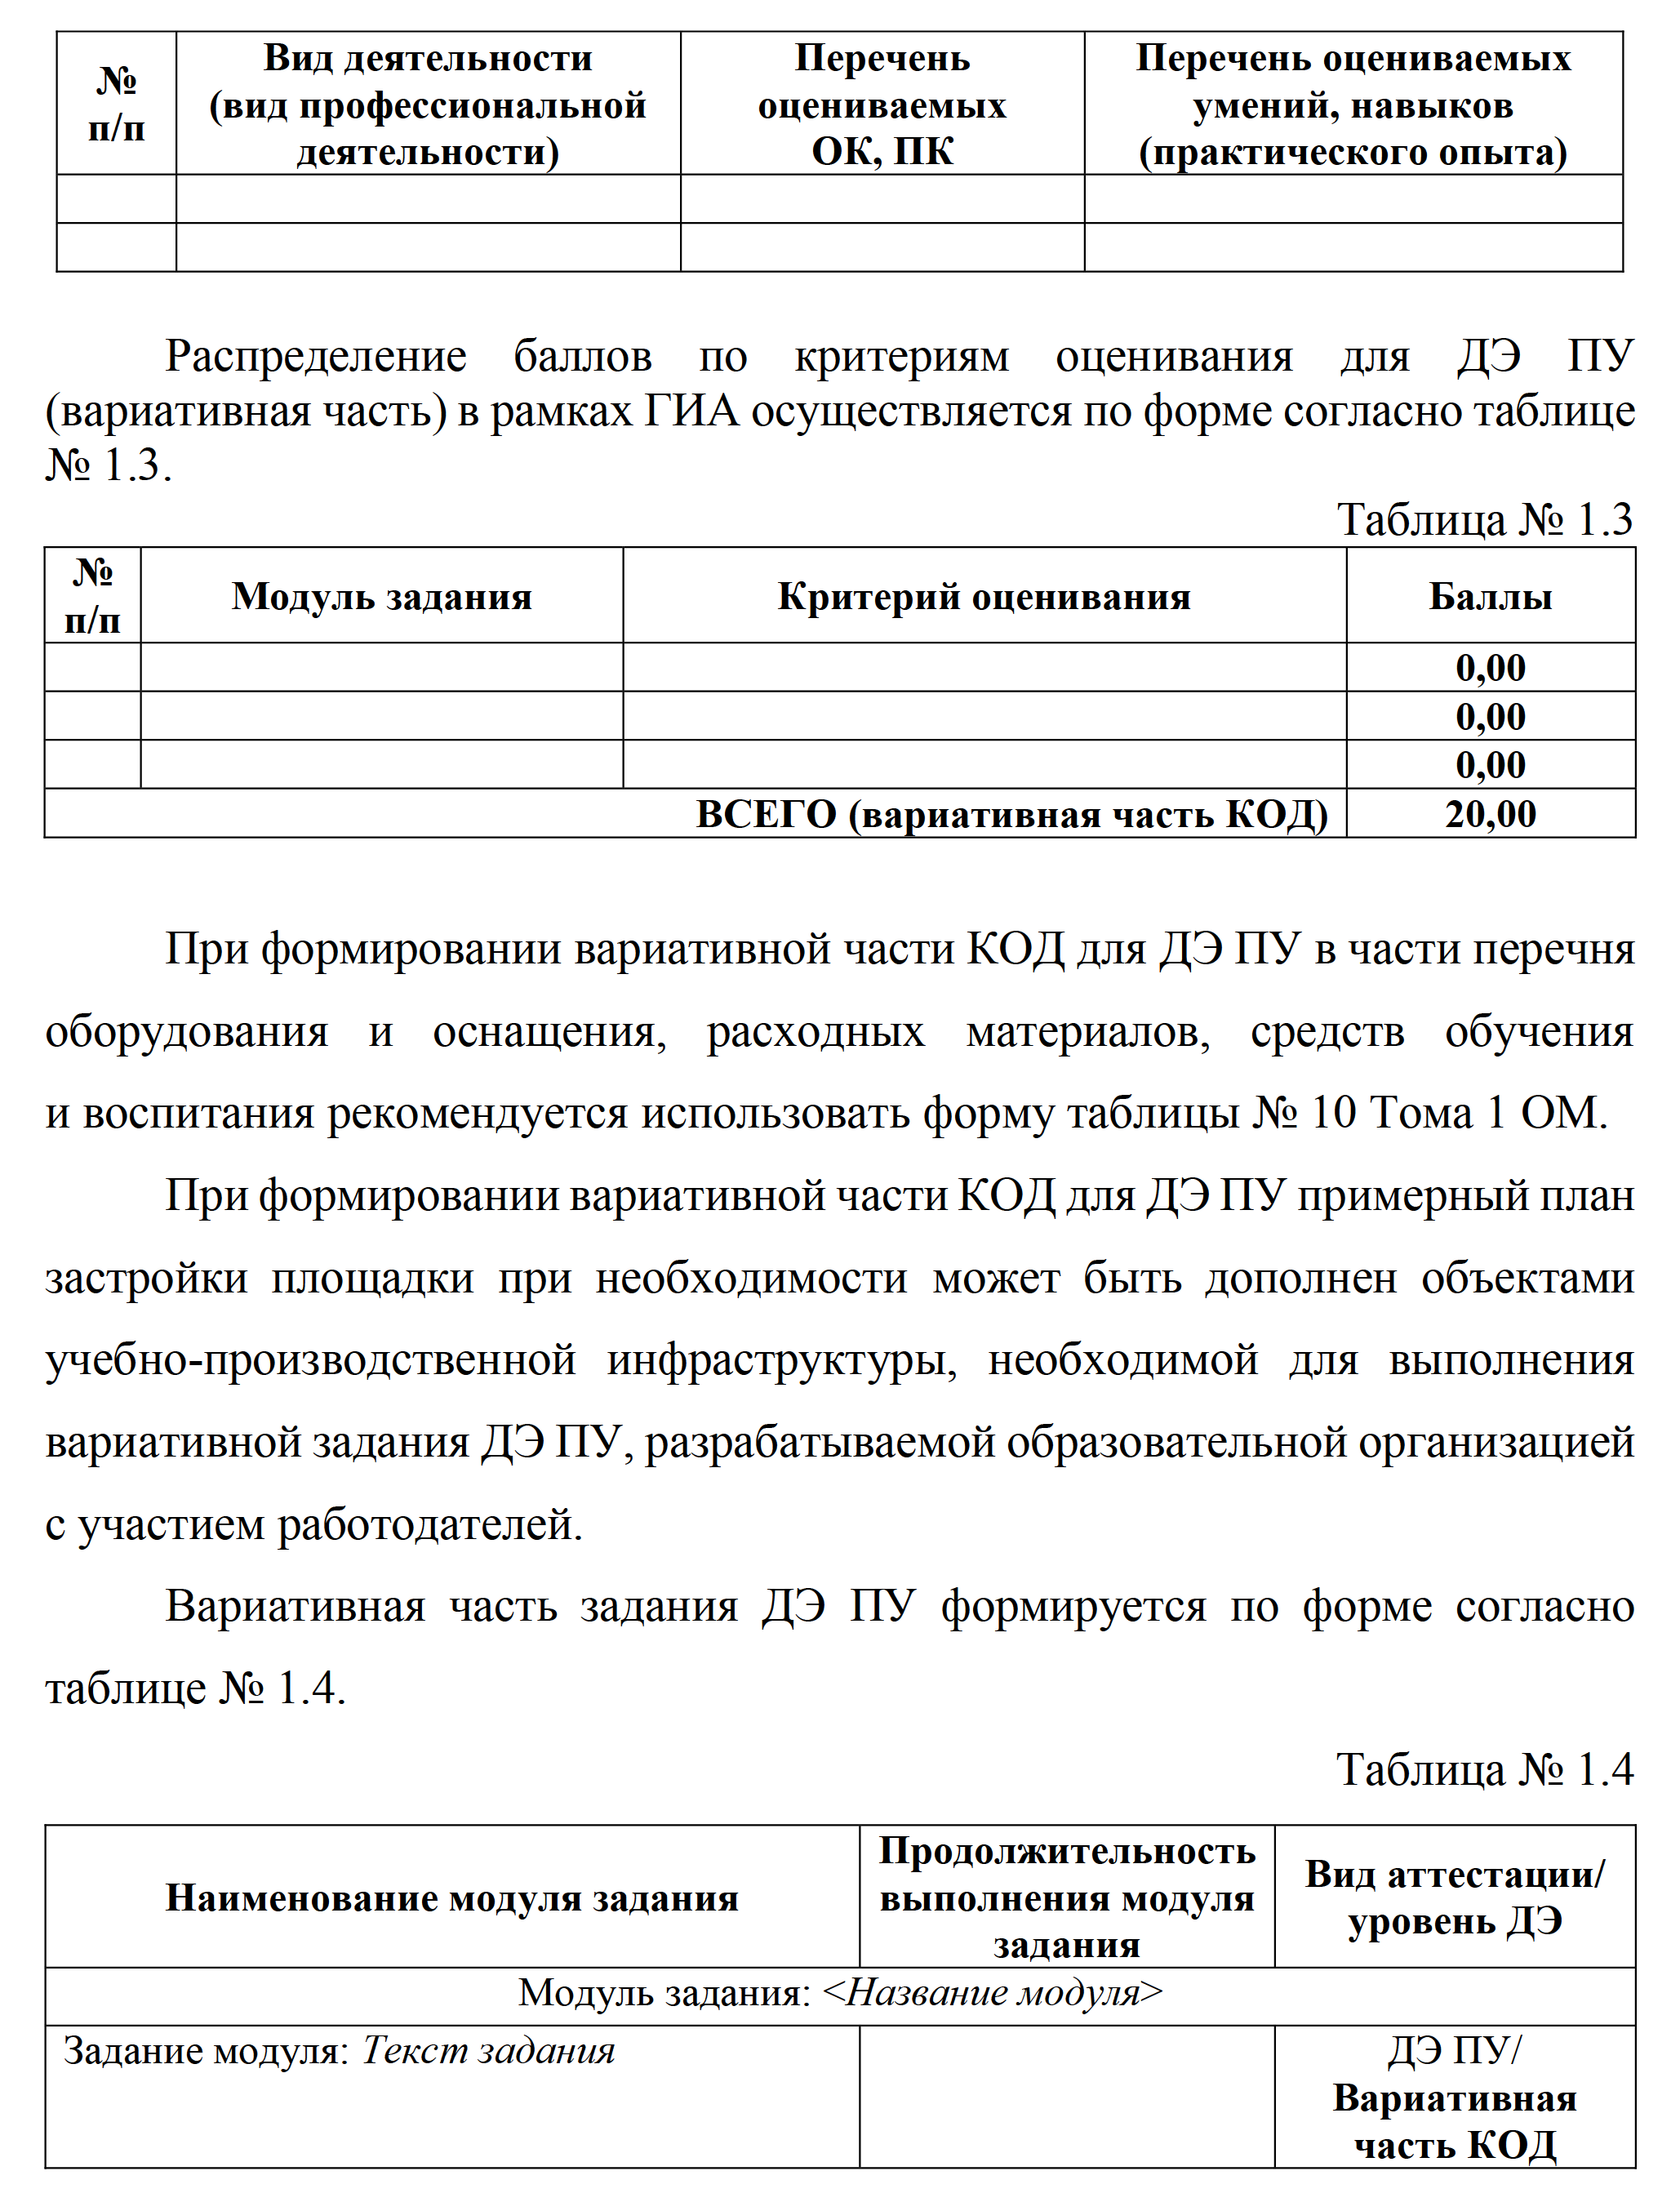 № п/п | Вид деятельности (вид профессиональной деятельности) | Перечень оцениваемых ОК, ПК | Перечень оцениваемых умений, навыков (практического опыта)
Распределение баллов по критериям оценивания для ДЭ ПУ
(вариативная часть) в рамках ГИА осуществляется по форме согласно таблице
№ 1.3.
Таблица № 1.3
№ п/п | Модуль задания | Критерий оценивания | Баллы
0,00
0,00
0,00
ВСЕГО (вариативная часть КОД) | 20,00
При формировании вариативной части КОД для ДЭ ПУ в части перечня
оборудования и оснащения, расходных материалов, средств обучения
и воспитания рекомендуется использовать форму таблицы № 10 Тома 1 ОМ.
При формировании вариативной части КОД для ДЭ ПУ примерный план
застройки площадки при необходимости может быть дополнен объектами
учебно-производственной инфраструктуры, необходимой для выполнения
вариативной задания ДЭ ПУ, разрабатываемой образовательной организацией
с участием работодателей.
Вариативная часть задания ДЭ ПУ формируется по форме согласно
таблице № 1.4.
Таблица № 1.4
Наименование модуля задания | Продолжительность выполнения модуля задания | Вид аттестации/ уровень ДЭ
Модуль задания: <Название модуля>
Задание модуля: Текст задания | ДЭ ПУ/ Вариативная часть КОД